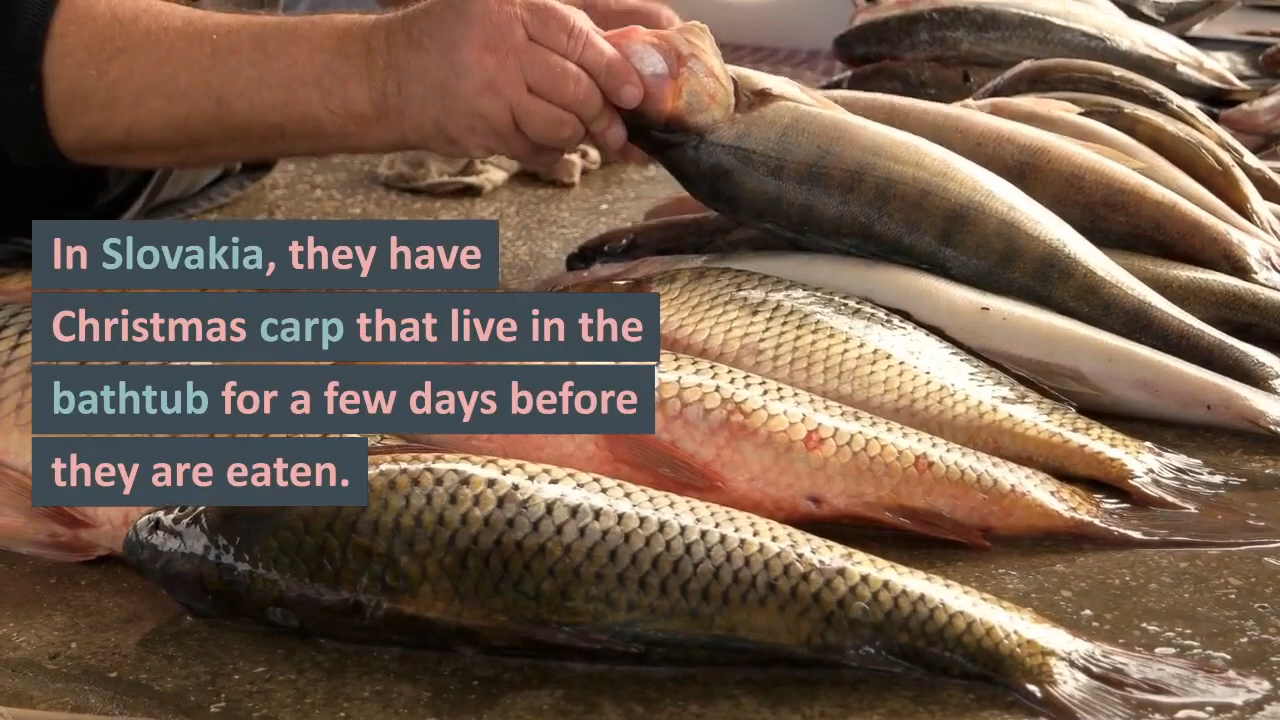 In Slovakia, they have
Christmas carp that live in the
bathtub for a few days before
they are eaten.